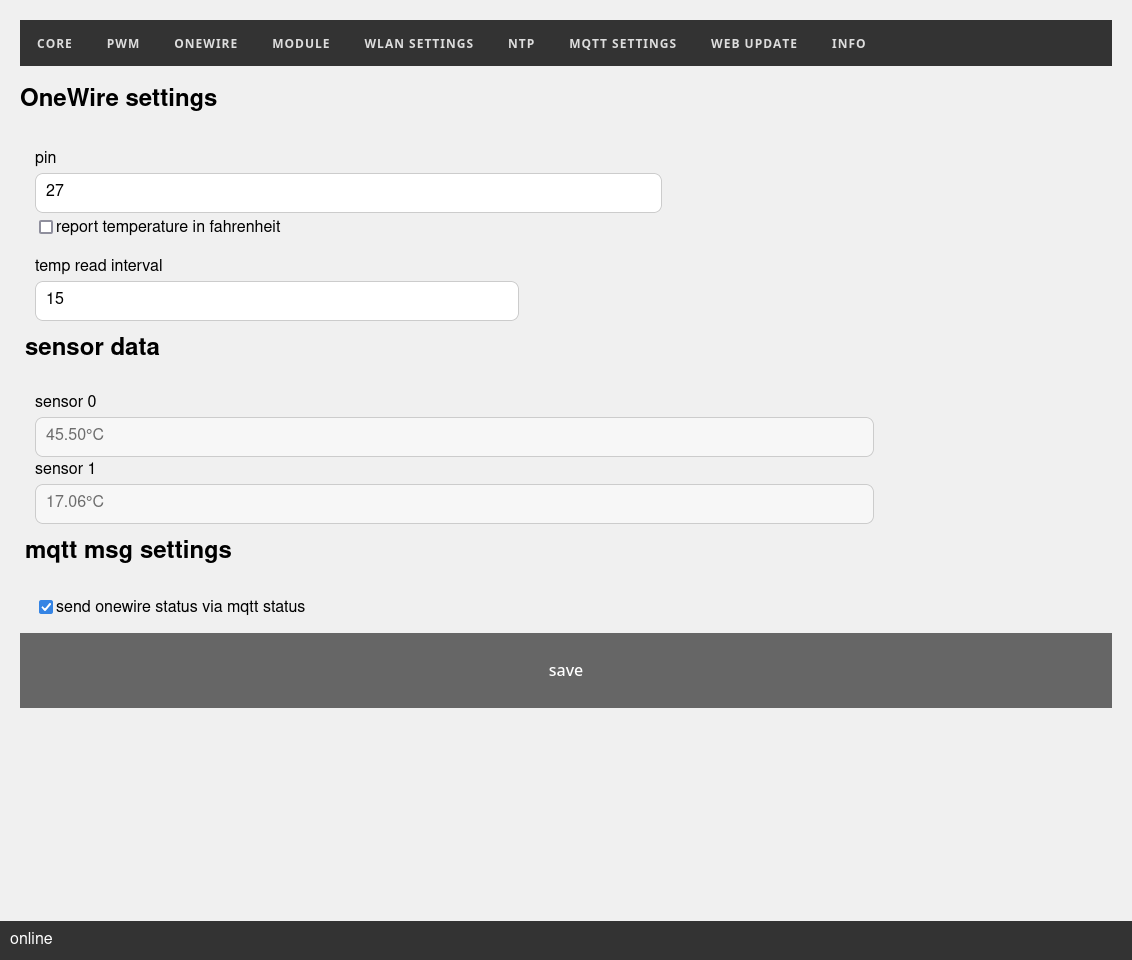 CORE PWM ONEWIRE MODULE WLAN SETTINGS NTP MQTT SETTINGS WEB UPDATE INFO
OneWire settings
pin
27
report temperature in fahrenheit
temp read interval
15
sensor data
sensor 0
45.50°C
sensor 1
17.06°C
mqtt msg settings
send onewire status via mqtt status
save
online